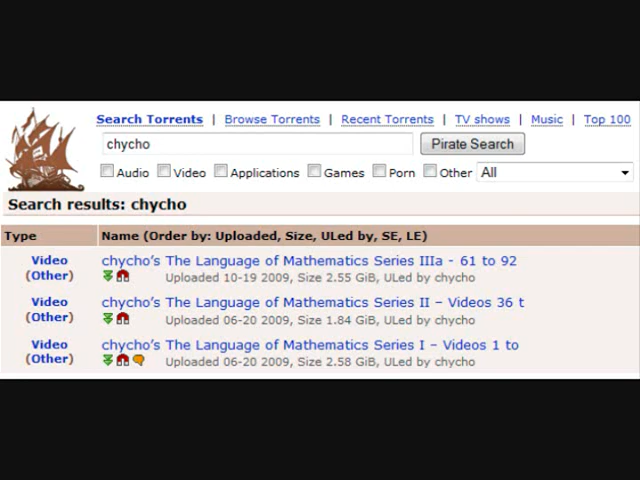 Search Torrents | Browse Torrents | Recent Torrents | TV shows | Music | Top 100
chycho Pirate Search
Audio Video Applications Games Porn Other All
Search results: chycho
Type Name (Order by: Uploaded, Size, ULed by, SE, LE)
Video chycho's The Language of Mathematics Series IIIa - 61 to 92
(Other) Uploaded 10-19 2009, Size 2.55 GiB, ULed by chycho
Video chycho's The Language of Mathematics Series II – Videos 36 t
(Other) Uploaded 06-20 2009, Size 1.84 GiB, ULed by chycho
Video chycho's The Language of Mathematics Series I – Videos 1 to
(Other) Uploaded 06-20 2009, Size 2.58 GiB, ULed by chycho